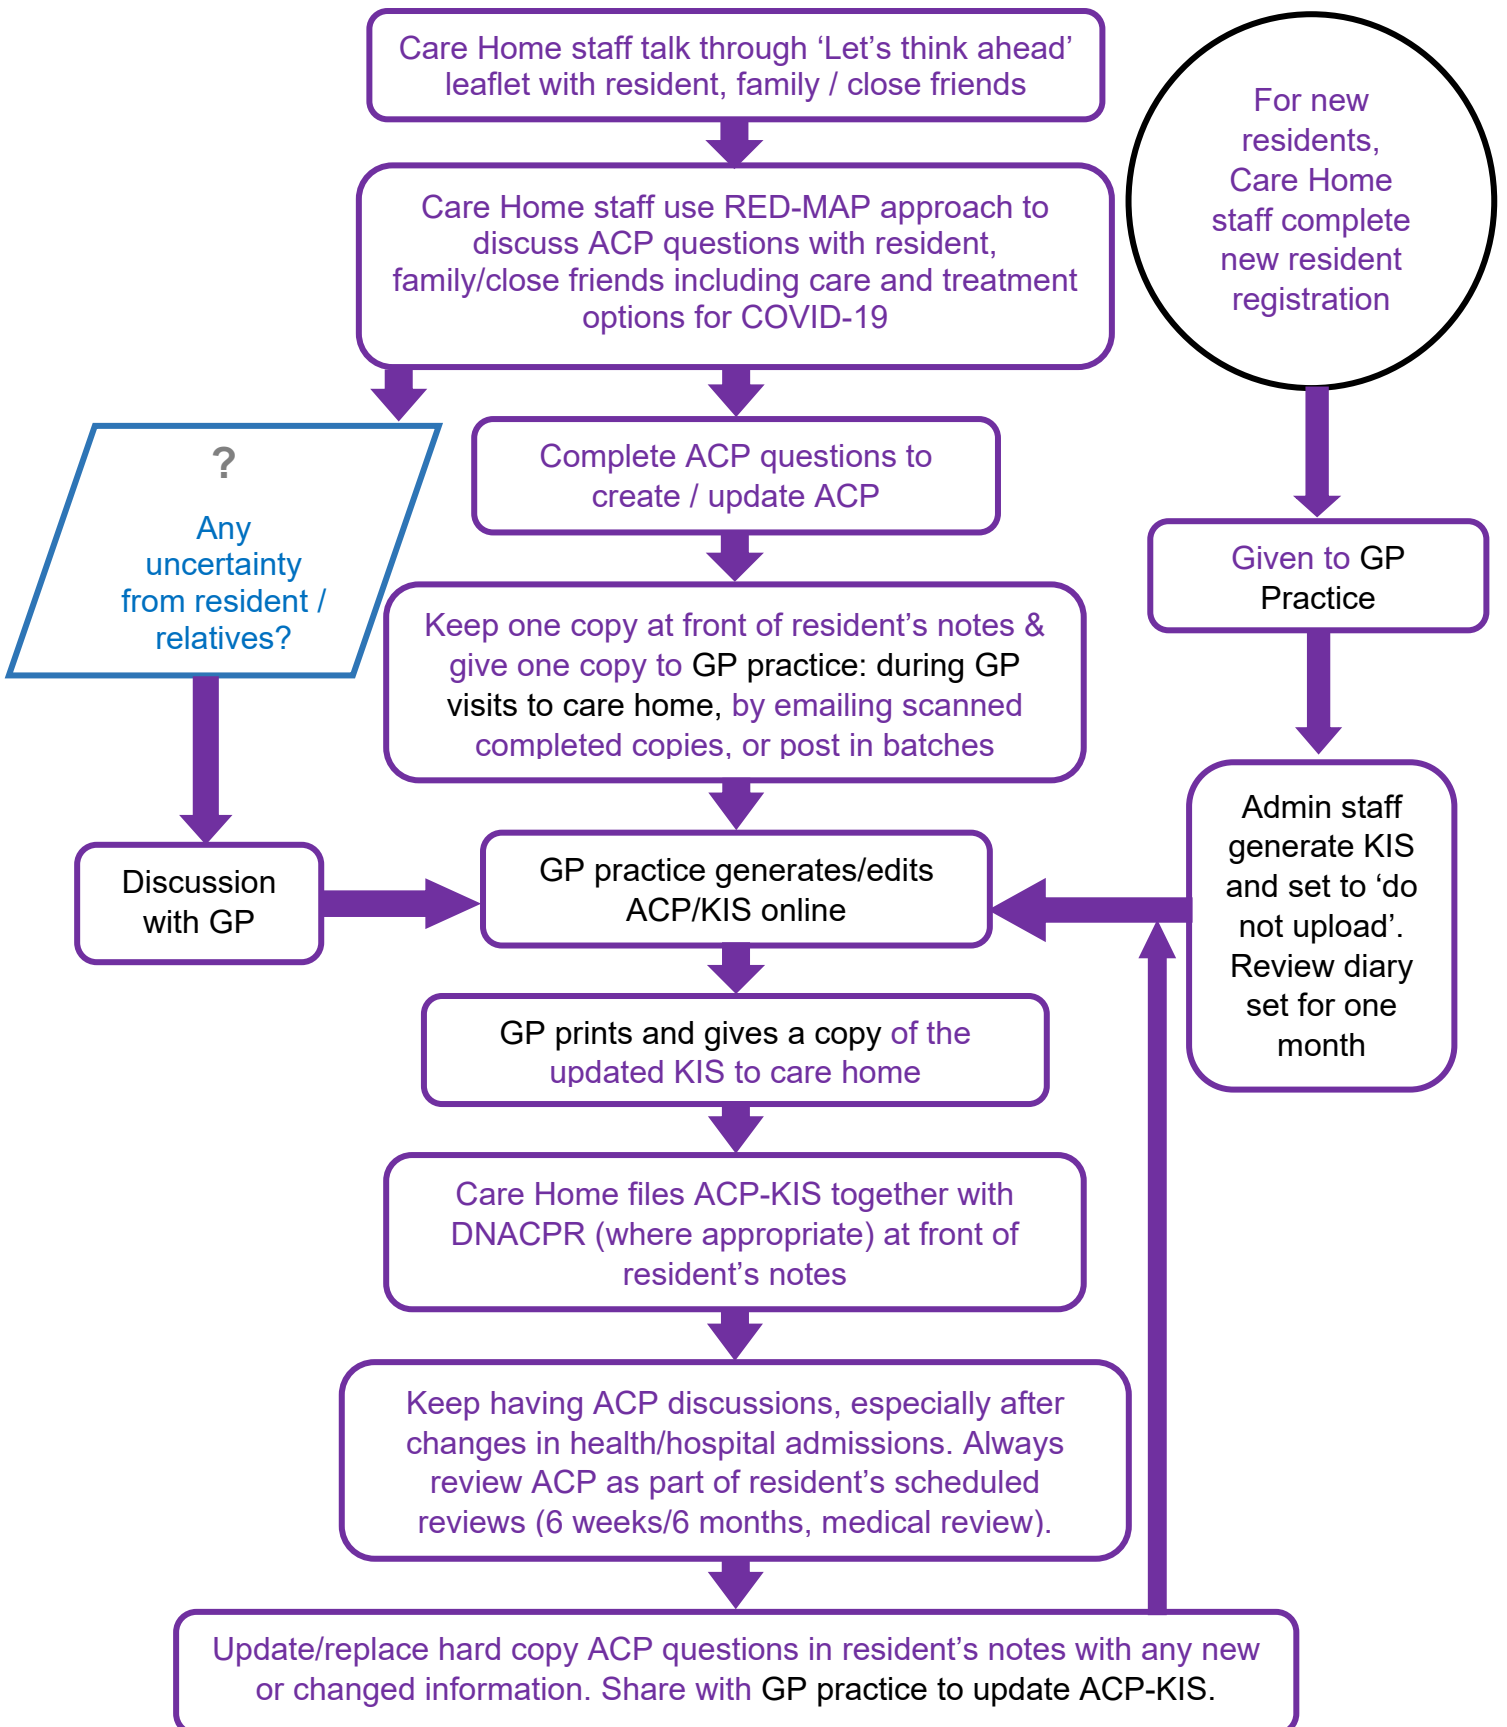 Care Home staff talk through ‘Let’s think ahead’
leaflet with resident, family / close friends
For new
residents,
Care Home
staff complete
new resident
registration
Care Home staff use RED-MAP approach to
discuss ACP questions with resident,
family/close friends including care and treatment
options for COVID-19
?
Any
uncertainty
from resident /
relatives?
Complete ACP questions to
create / update ACP
Given to GP
Practice
Keep one copy at front of resident’s notes &
give one copy to GP practice: during GP
visits to care home, by emailing scanned
completed copies, or post in batches
Discussion
with GP
GP practice generates/edits
ACP/KIS online
Admin staff
generate KIS
and set to ‘do
not upload’.
Review diary
set for one
month
GP prints and gives a copy of the
updated KIS to care home
Care Home files ACP-KIS together with
DNACPR (where appropriate) at front of
resident’s notes
Keep having ACP discussions, especially after
changes in health/hospital admissions. Always
review ACP as part of resident’s scheduled
reviews (6 weeks/6 months, medical review).
Update/replace hard copy ACP questions in resident’s notes with any new
or changed information. Share with GP practice to update ACP-KIS.